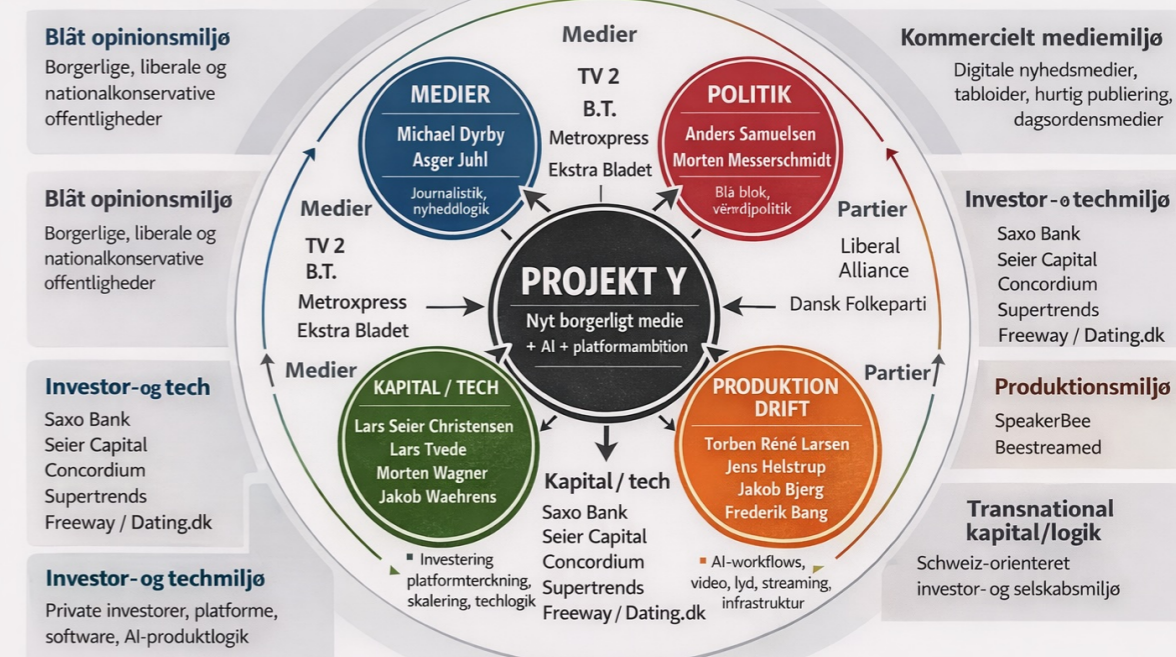 Blåt opinionsmiljø
Borgerlige, liberale og
nationalkonservative
offentligheder
Blåt opinionsmiljø
Borgerlige, liberale og
nationalkonservative
offentligheder
Investor-og tech
Saxo Bank
Seier Capital
Concordium
Supertrends
Freeway / Dating.dk
Investor-og techmiljø
Private investorer, platforme,
software, AI-produktlogik
Medier
TV 2
B.T.
Metroxpress
Ekstra Bladet
MEDIER
Michael Dyrby
Asger Juhl
Journalistik,
nyheddlogik
POLITIK
Anders Samuelsen
Morten Messerschmidt
Blå blok,
Medier
TV 2
B.T.
Metroxpress
Ekstra Bladet
Medier
PROJEKT Y
Nyt borgerligt medie
+ AI + platformambition
Partier
Liberal
Alliance
Dansk Folkeparti
Partier
KAPITAL / TECH
Lars Seier Christensen
Lars Tvede
Morten Wagner
Jakob Waehrens
Investering
platformterckning,
skalering, techlogik
Kapital / tech
Saxo Bank
Seier Capital
Concordium
Supertrends
Freeway / Dating.dk
PRODUKTION
DRIFT
Torben Réné Larsen
Jens Helstrup
Jakob Bjerg
Frederik Bang
AI-workflows,
video, lyd, streaming,
infrastruktur
Kommercielt mediemiljø
Digitale nyhedsmedier,
tabloider, hurtig publiering,
dagsordensmedier
Investor-ø techmiljø
Saxo Bank
Seier Capital
Concordium
Supertrends
Freeway / Dating.dk
Produktionsmiljø
SpeakerBee
Beestreamed
Transnational
kapital/logik
Schweiz-orienteret
investor- og selskabsmiljø